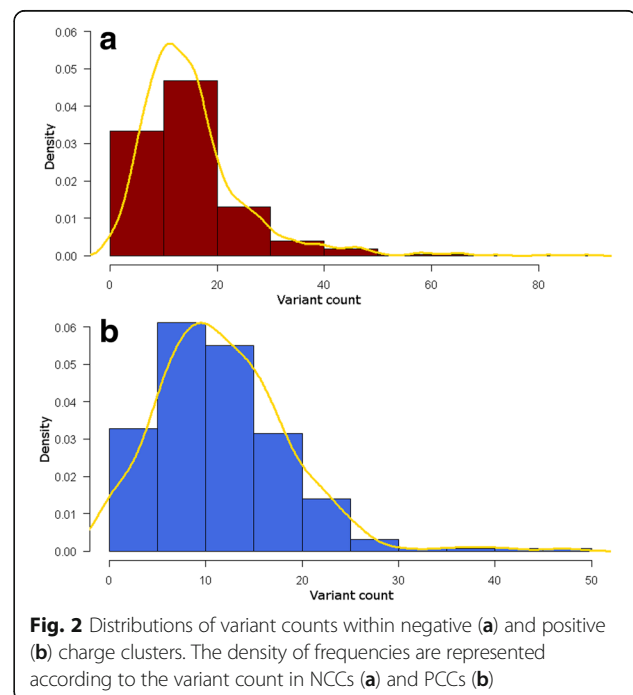 a
0.06
0.05
0.04
0.03
0.02
0.01
0.00
Density
0 20 40 60 80
Variant count
b
0.06
0.05
0.04
0.03
0.02
0.01
0.00
Density
0 10 20 30 40 50
Variant count
Fig. 2 Distributions of variant counts within negative (a) and positive
(b) charge clusters. The density of frequencies are represented
according to the variant count in NCCs (a) and PCCs (b)